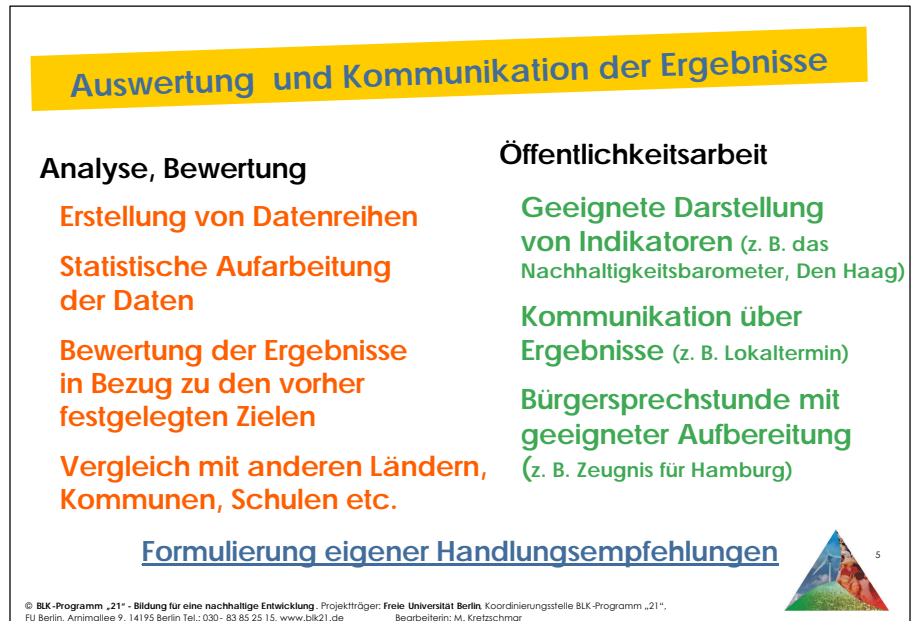 Auswertung und Kommunikation der Ergebnisse
Analyse, Bewertung
Erstellung von Datenreihen
Statistische Aufarbeitung
der Daten
Bewertung der Ergebnisse
in Bezug zu den vorher
festgelegten Zielen
Vergleich mit anderen Ländern,
Kommunen, Schulen etc.
Öffentlichkeitsarbeit
Geeignete Darstellung
von Indikatoren (z. B. das
Nachhaltigkeitsbarometer, Den Haag)
Kommunikation über
Ergebnisse (z. B. Lokaltermin)
Bürgersprechstunde mit
geeigneter Aufbereitung
(z. B. Zeugnis für Hamburg)
Formulierung eigener Handlungsempfehlungen
5
© BLK-Programm „21“ - Bildung für eine nachhaltige Entwicklung. Projektträger: Freie Universität Berlin, Koordinierungsstelle BLK-Programm „21“,
FU Berlin, Arnimallee 9, 14195 Berlin Tel.: 030- 83 85 25 15, www.blk21.de Bearbeiterin: M. Kretzschmar